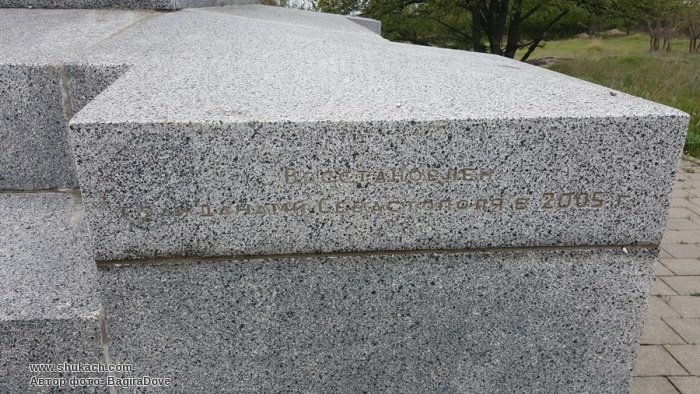 Восстановлен
гражданами Севастополя в 2005 г.
www.shukach.com
Автор фото: BagiraDove